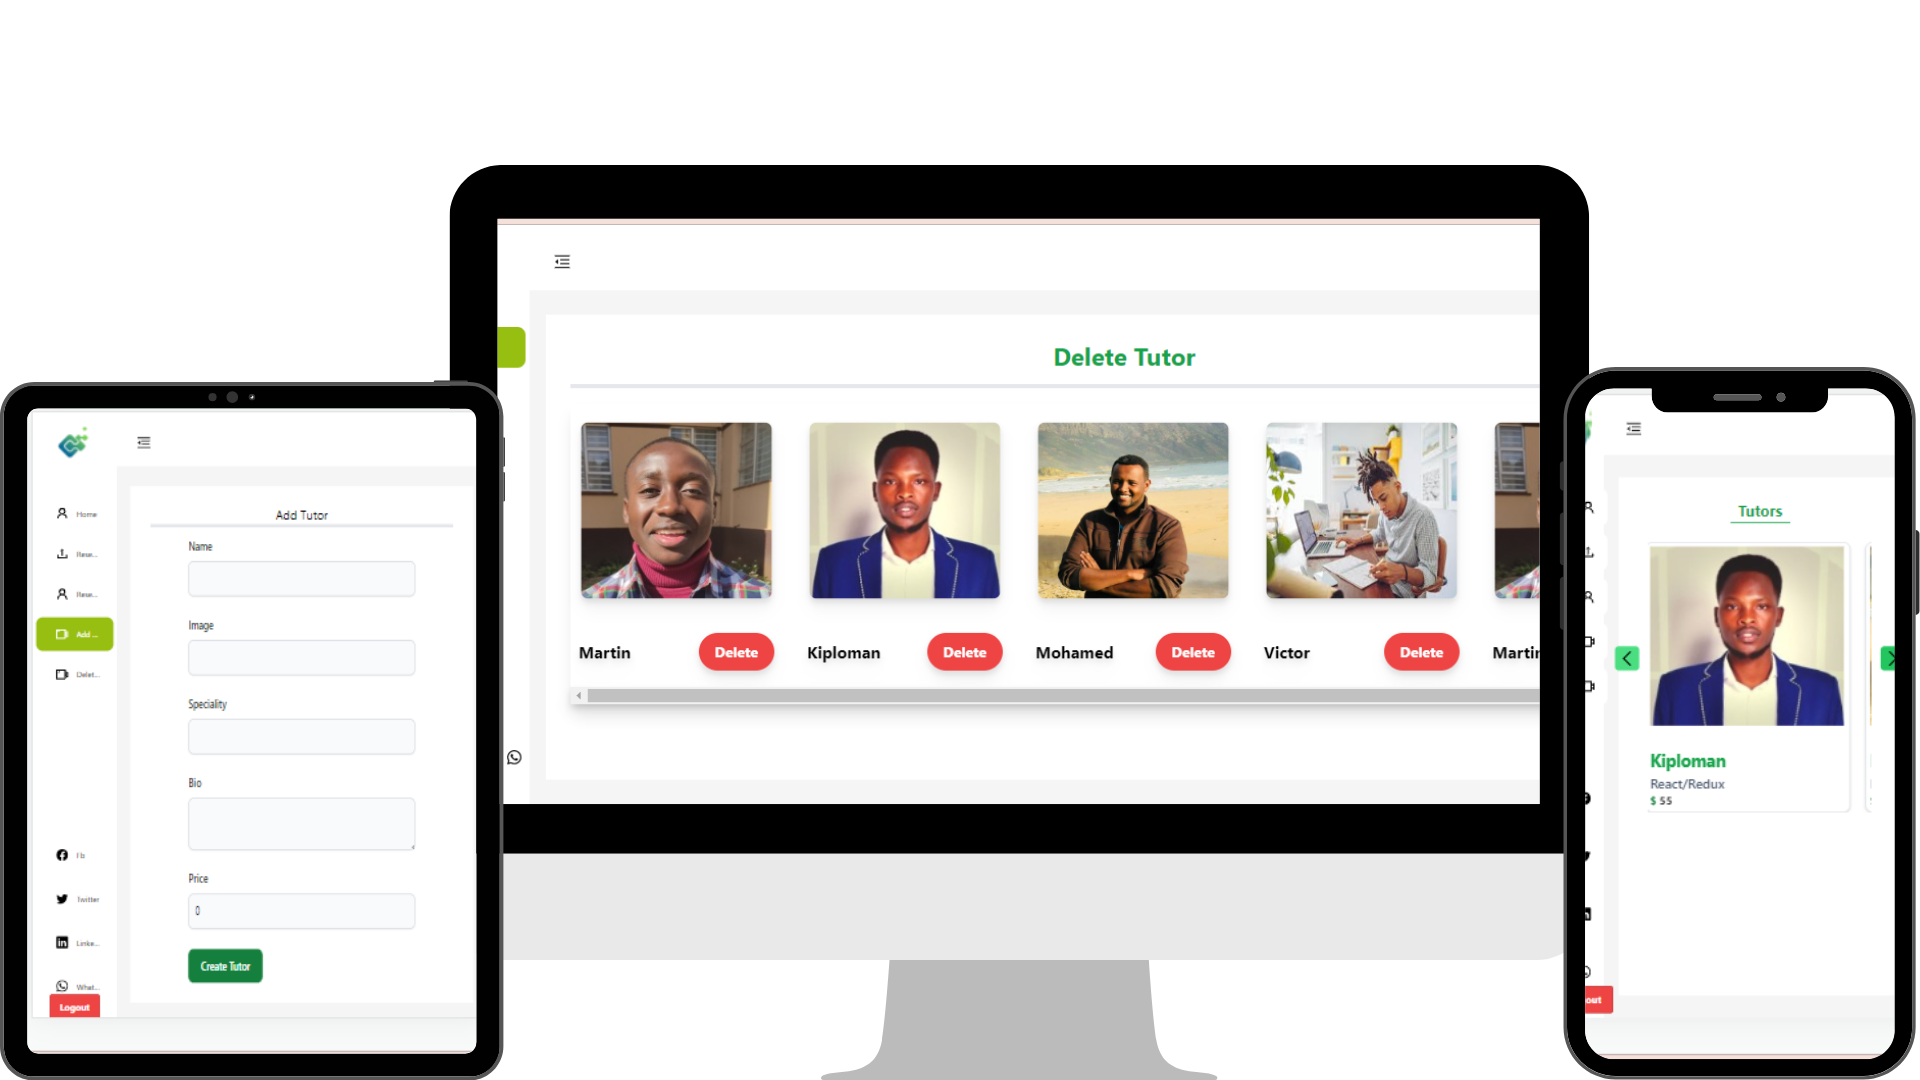 Home
Rese...
Rese...
Add ...
Delet...
Fb
Twitter
Linke...
What...
Logout
Add Tutor
Name
Image
Speciality
Bio
Price
0
Create Tutor
Delete Tutor
Martin
Delete
Kiploman
Delete
Mohamed
Delete
Victor
Delete
Martin
Tutors
Kiploman
React/Redux
$ 55
out